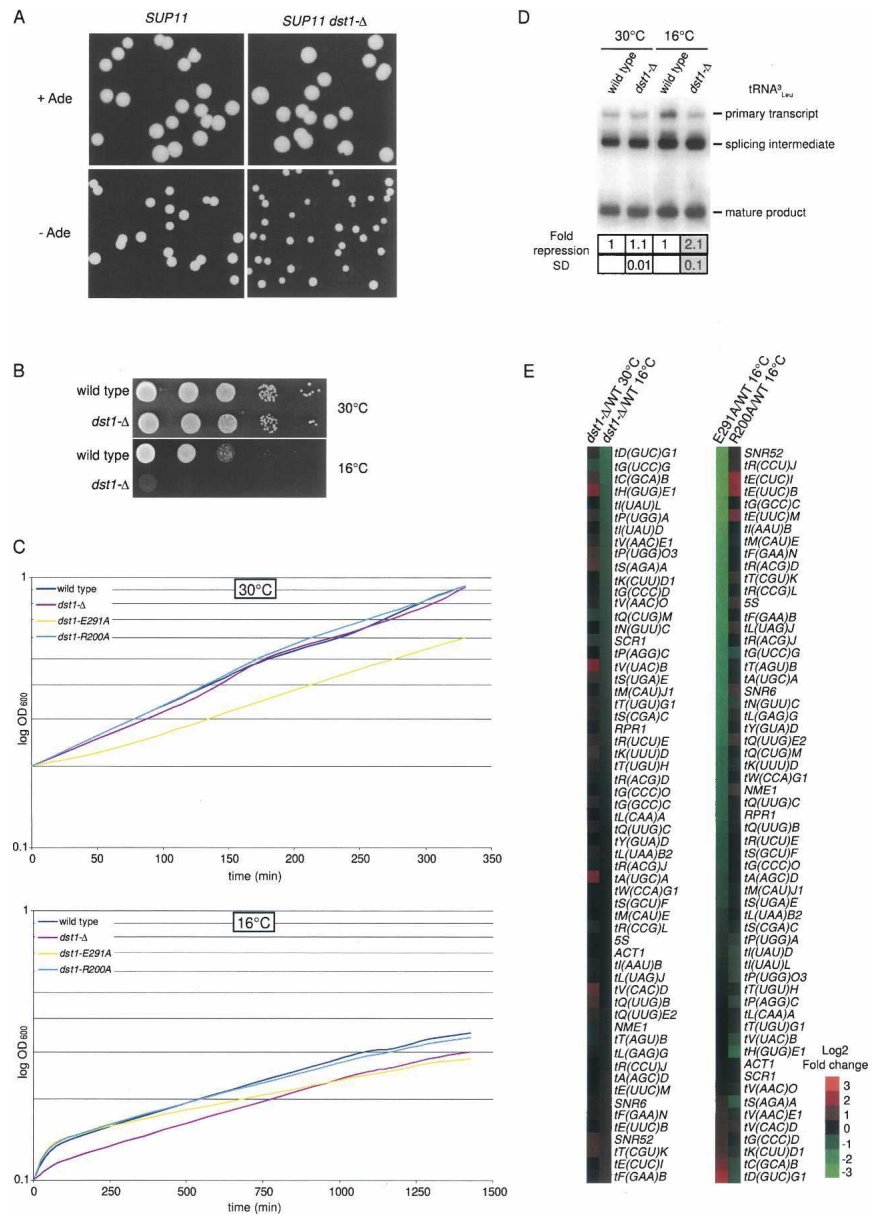 A
SUP11
SUP11 dst1-Δ
+ Ade
- Ade
B
wild type
dst1-Δ
30°C
wild type
dst1-Δ
16°C
C
1
30°C
wild type
dst1-Δ
dst1-E291A
dst1-R200A
log OD600
0.1
0 50 100 150 200 250 300 350
time (min)
1
16°C
wild type
dst1-Δ
dst1-E291A
dst1-R200A
log OD600
0.1
0 250 500 750 1000 1250 1500
time (min)
D
30°C 16°C
wild type
dst1-Δ
wild type
dst1-Δ
tRNA3Leu
primary transcript
splicing intermediate
mature product
Fold repression 1 1.1 1 2.1
SD 0.01 0.1
E
dst1-Δ/WT 30°C
dst1-Δ/WT 16°C
tD(GUC)G1
tG(UCC)G
tC(GCA)B
tH(GUG)E1
tI(UAU)L
tP(UGG)A
tI(UAU)D
tV(AAC)E1
tP(UGG)O3
tS(AGA)A
tK(CUU)D1
tG(CCC)D
tV(AAC)O
tQ(CUG)M
tN(GUU)C
SCR1
tP(AGG)C
tV(UAC)B
tS(UGA)E
tM(CAU)J1
tT(UGU)G1
tS(CGA)C
RPR1
tR(UCU)E
tK(UUU)D
tT(UGU)H
tR(ACG)D
tG(CCC)O
tG(GCC)C
tL(CAA)A
tQ(UUG)C
tY(GUA)D
tL(UAA)B2
tR(ACG)J
tA(UGC)A
tW(CCA)G1
tS(GCU)F
tM(CAU)E
tR(CCG)L
5S
ACT1
tI(AAU)B
tL(UAG)J
tV(CAC)D
tQ(UUG)B
tQ(UUG)E2
NME1
tT(AGU)B
tL(GAG)G
tR(CCU)J
tA(AGC)D
tE(UUC)M
SNR6
tF(GAA)N
tE(UUC)B
SNR52
tT(CGU)K
tE(CUC)I
tF(GAA)B
E291A/WT 16°C
R200A/WT 16°C
SNR52
tR(CCU)J
tE(CUC)I
tE(UUC)B
tG(GCC)C
tE(UUC)M
tI(AAU)B
tM(CAU)E
tF(GAA)N
tR(ACG)D
tT(CGU)K
tR(CCG)L
5S
tF(GAA)B
tL(UAG)J
tR(ACG)J
tG(UCC)G
tT(AGU)B
tA(UGC)A
SNR6
tN(GUU)C
tL(GAG)G
tY(GUA)D
tQ(UUG)E2
tQ(CUG)M
tK(UUU)D
tW(CCA)G1
NME1
tQ(UUG)C
RPR1
tQ(UUG)B
tR(UCU)E
tS(GCU)F
tG(CCC)O
tA(AGC)D
tM(CAU)J1
tS(UGA)E
tL(UAA)B2
tS(CGA)C
tP(UGG)A
tI(UAU)D
tI(UAU)L
tP(UGG)O3
tT(UGU)H
tP(AGG)C
tL(CAA)A
tT(UGU)G1
tV(UAC)B
tH(GUG)E1
ACT1
SCR1
tV(AAC)O
tS(AGA)A
tV(AAC)E1
tV(CAC)D
tG(CCC)D
tK(CUU)D1
tC(GCA)B
tD(GUC)G1
Log2
Fold change
3
2
1
0
-1
-2
-3